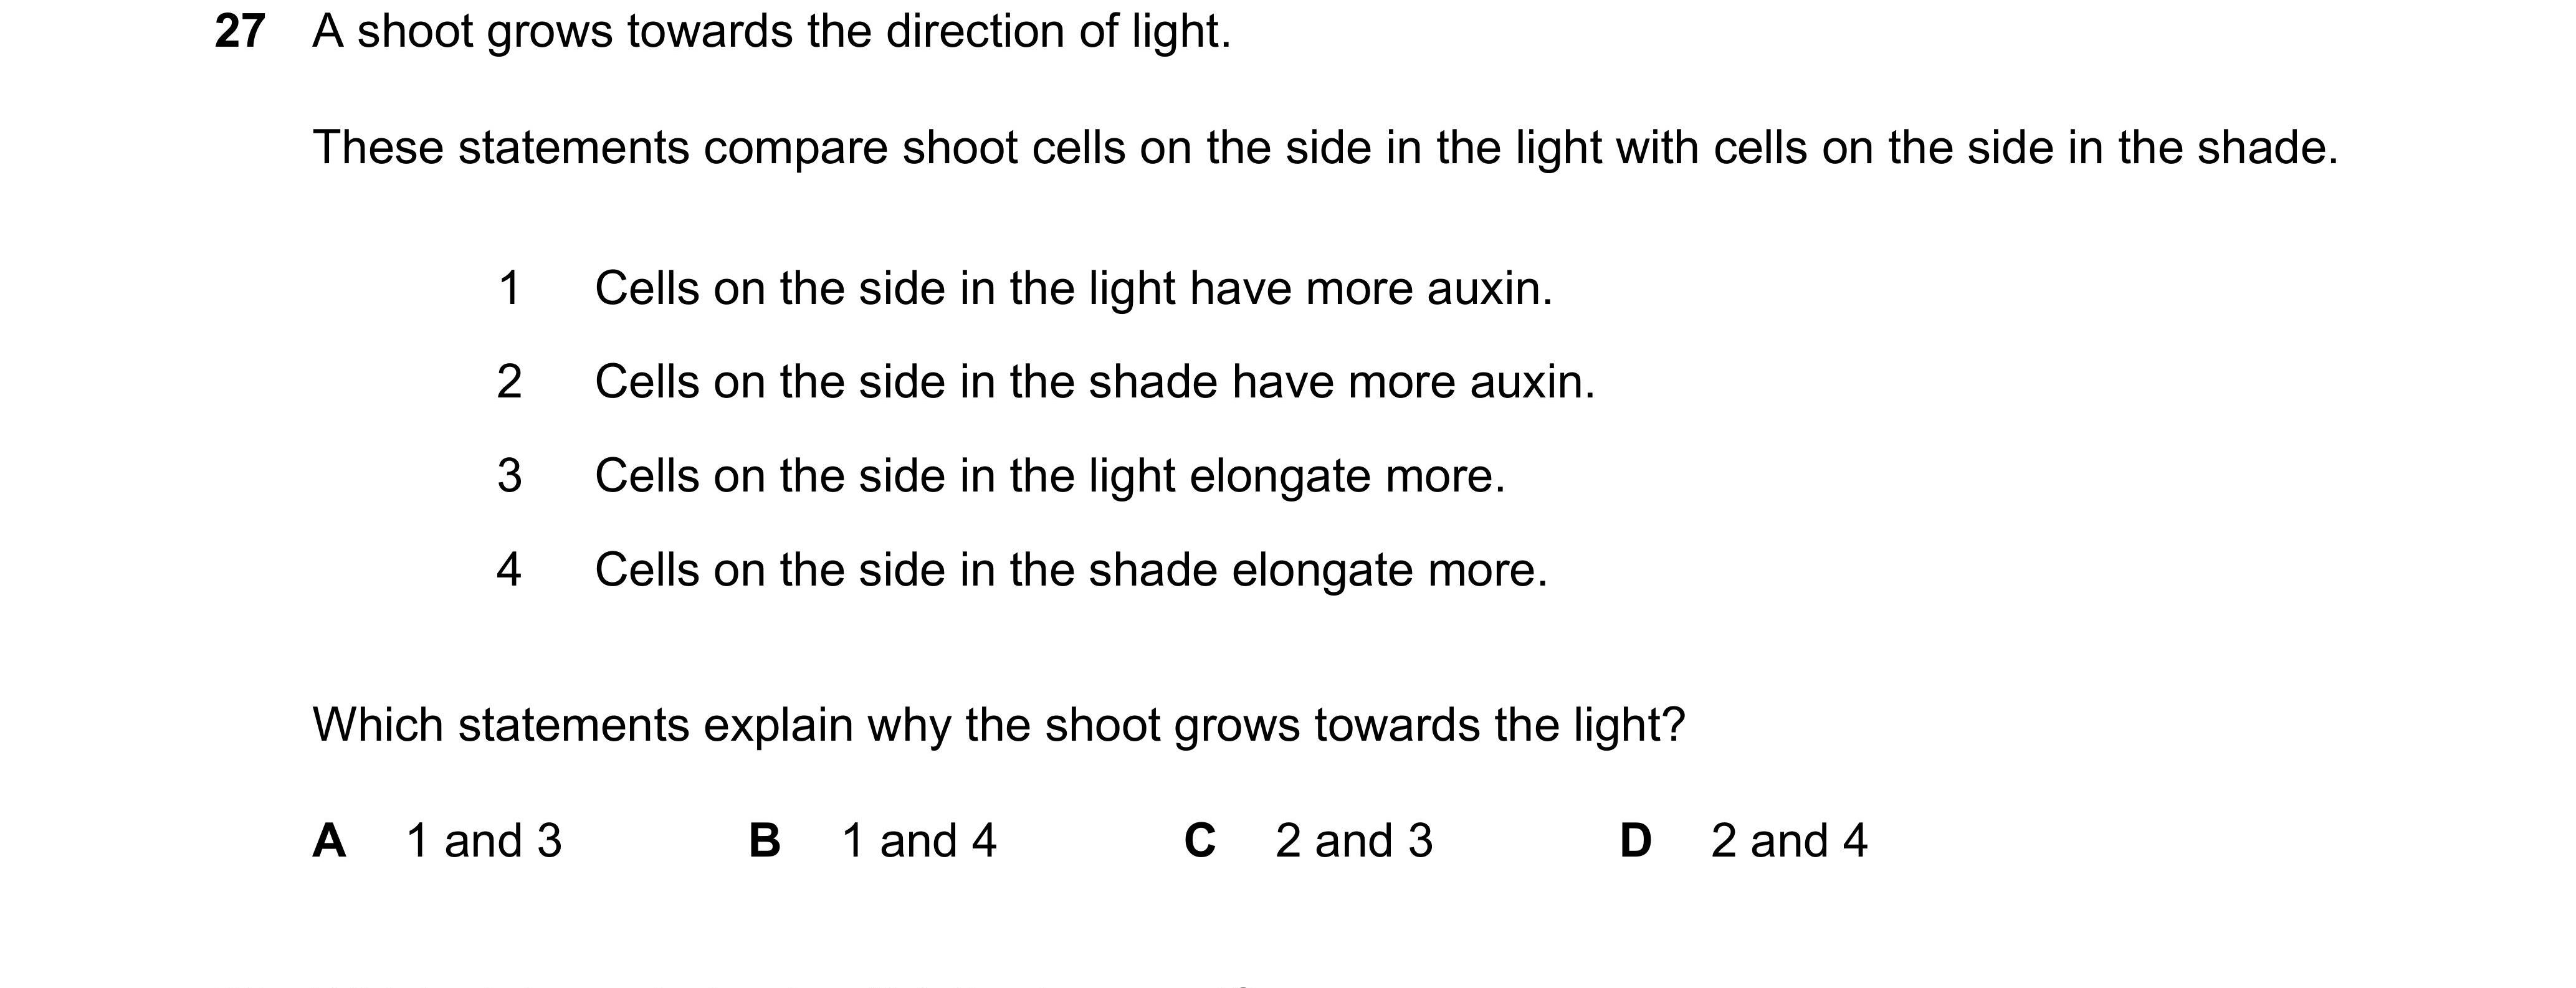 27 A shoot grows towards the direction of light.
These statements compare shoot cells on the side in the light with cells on the side in the shade.
1 Cells on the side in the light have more auxin.
2 Cells on the side in the shade have more auxin.
3 Cells on the side in the light elongate more.
4 Cells on the side in the shade elongate more.
Which statements explain why the shoot grows towards the light?
A 1 and 3 B 1 and 4 C 2 and 3 D 2 and 4